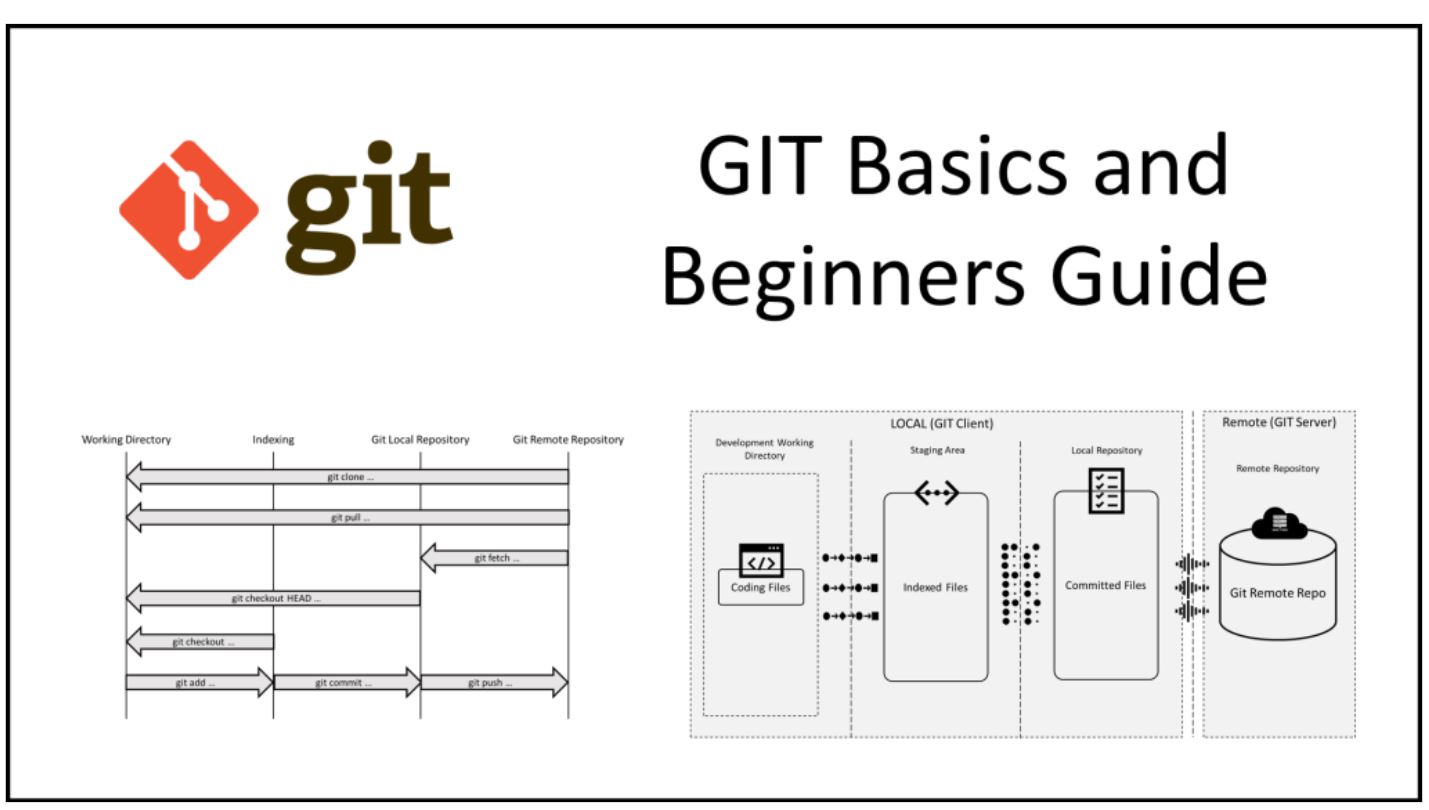 git
GIT Basics and
Beginners Guide
Working Directory
Indexing
Git Local Repository
Git Remote Repository
git clone ...
git pull ...
git fetch ...
git checkout HEAD ...
git checkout ...
git add ...
git commit ...
git push ...
LOCAL (GIT Client)
Development Working
Directory
Staging Area
Local Repository
Coding Files
Indexed Files
Committed Files
Remote (GIT Server)
Remote Repository
Git Remote Repo